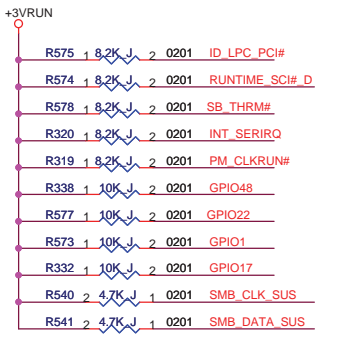 +3VRUN
R575 1 8.2K_J 2 0201 ID_LPC_PCI#
R574 1 8.2K_J 2 0201 RUNTIME_SCI#_D
R578 1 8.2K_J 2 0201 SB_THRM#
R320 1 8.2K_J 2 0201 INT_SERIRQ
R319 1 8.2K_J 2 0201 PM_CLKRUN#
R338 1 10K_J 2 0201 GPIO48
R577 1 10K_J 2 0201 GPIO22
R573 1 10K_J 2 0201 GPIO1
R332 1 10K_J 2 0201 GPIO17
R540 2 4.7K_J 1 0201 SMB_CLK_SUS
R541 2 4.7K_J 1 0201 SMB_DATA_SUS